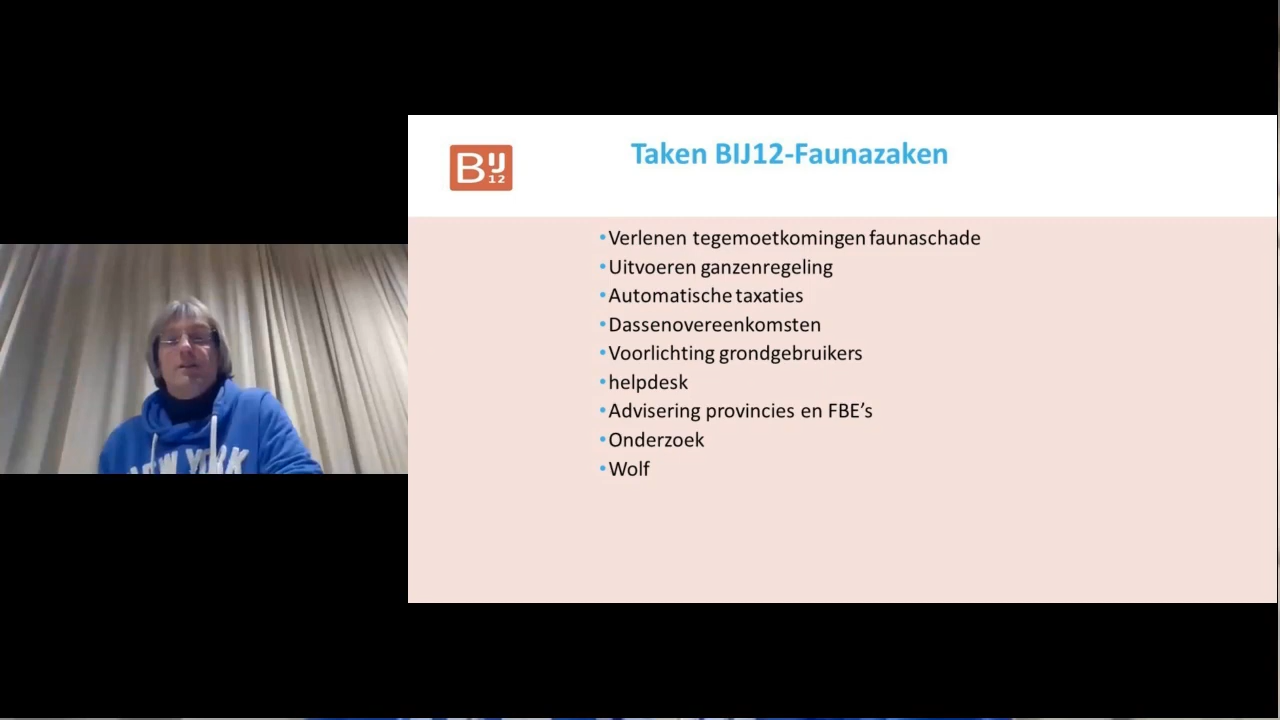 BIJ
12
Taken BIJ12-Faunazaken
•Verlenen tegemoetkomingen faunaschade
•Uitvoeren ganzenregeling
•Automatische taxaties
•Dassenovereenkomsten
•Voorlichting grondgebruikers
•helpdesk
•Advisering provincies en FBE’s
•Onderzoek
•Wolf
NEW YORK